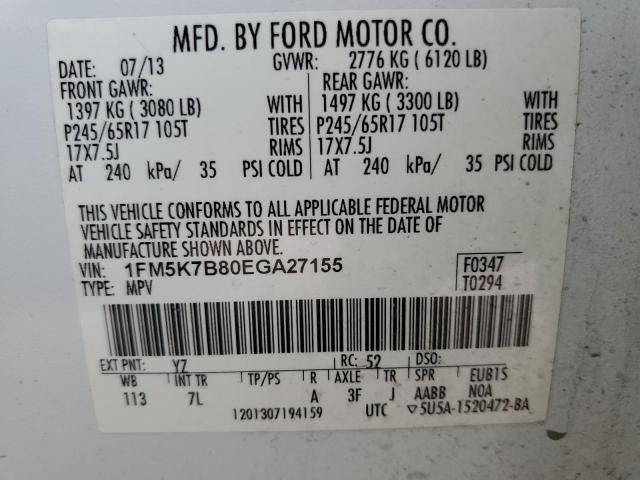 MFD. BY FORD MOTOR CO.
DATE: 07/13 GVWR: 2776 KG ( 6120 LB)
FRONT GAWR: REAR GAWR:
1397 KG ( 3080 LB) WITH 1497 KG ( 3300 LB) WITH
P245/65R17 105T TIRES P245/65R17 105T TIRES
17X7.5J RIMS 17X7.5J RIMS
AT 240 kPa/ 35 PSI COLD AT 240 kPa/ 35 PSI COLD
THIS VEHICLE CONFORMS TO ALL APPLICABLE FEDERAL MOTOR
VEHICLE SAFETY STANDARDS IN EFFECT ON THE DATE OF
MANUFACTURE SHOWN ABOVE.
VIN: 1FM5K7B80EGA27155 F0347
TYPE: MPV T0294
EXT PNT: YZ RC: 52 DSO:
WB INT TR TP/PS R AXLE TR SPR EUB1S
113 7L A 3F J AABB N0A
1201307194159 UTC ▽5U5A-1520472-BA